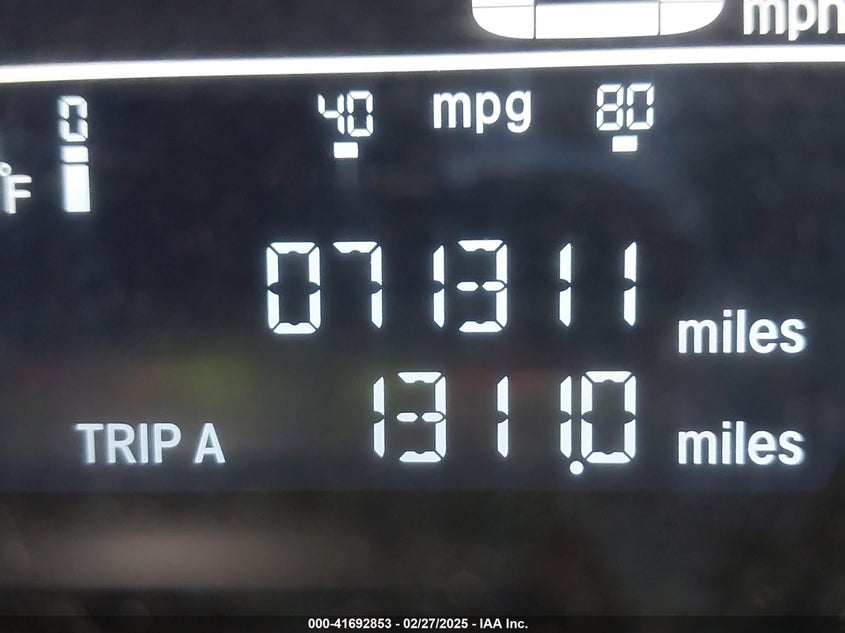 mph
0 40 mpg 80
°F
071311 miles
TRIP A 1311.0 miles
000-41692853 - 02/27/2025 - IAA Inc.